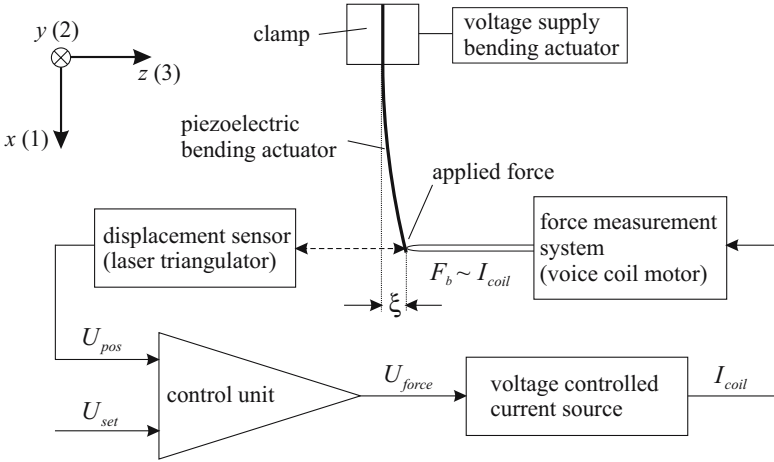 clamp
voltage supply
bending actuator
y (2)
z (3)
x (1)
piezoelectric
bending actuator
applied force
displacement sensor
(laser triangulator)
force measurement
system
(voice coil motor)
F_b ~ I_coil
ξ
U_pos
control unit
U_force
voltage controlled
current source
I_coil
U_set